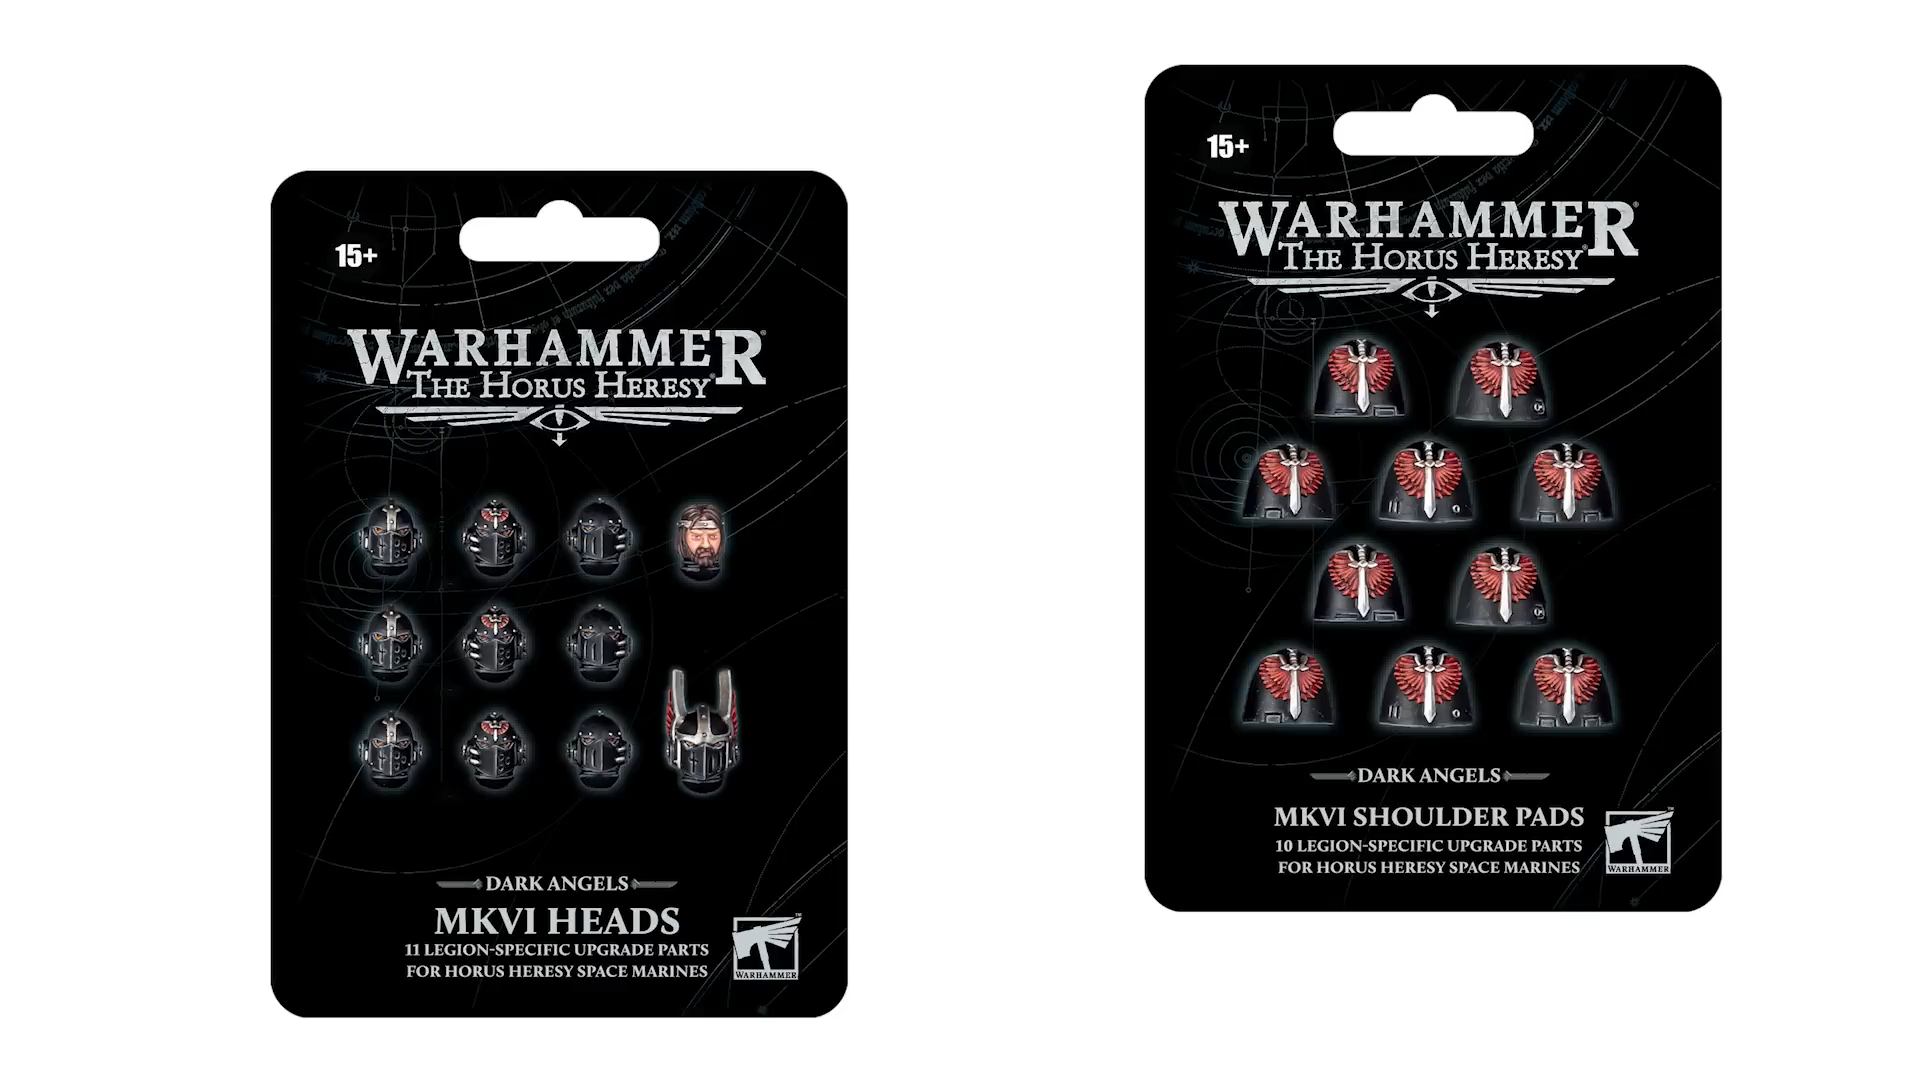 15+
WARHAMMER®
THE HORUS HERESY®
DARK ANGELS
MKVI HEADS
11 LEGION-SPECIFIC UPGRADE PARTS
FOR HORUS HERESY SPACE MARINES
WARHAMMER™
15+
WARHAMMER®
THE HORUS HERESY®
DARK ANGELS
MKVI SHOULDER PADS
10 LEGION-SPECIFIC UPGRADE PARTS
FOR HORUS HERESY SPACE MARINES
WARHAMMER™